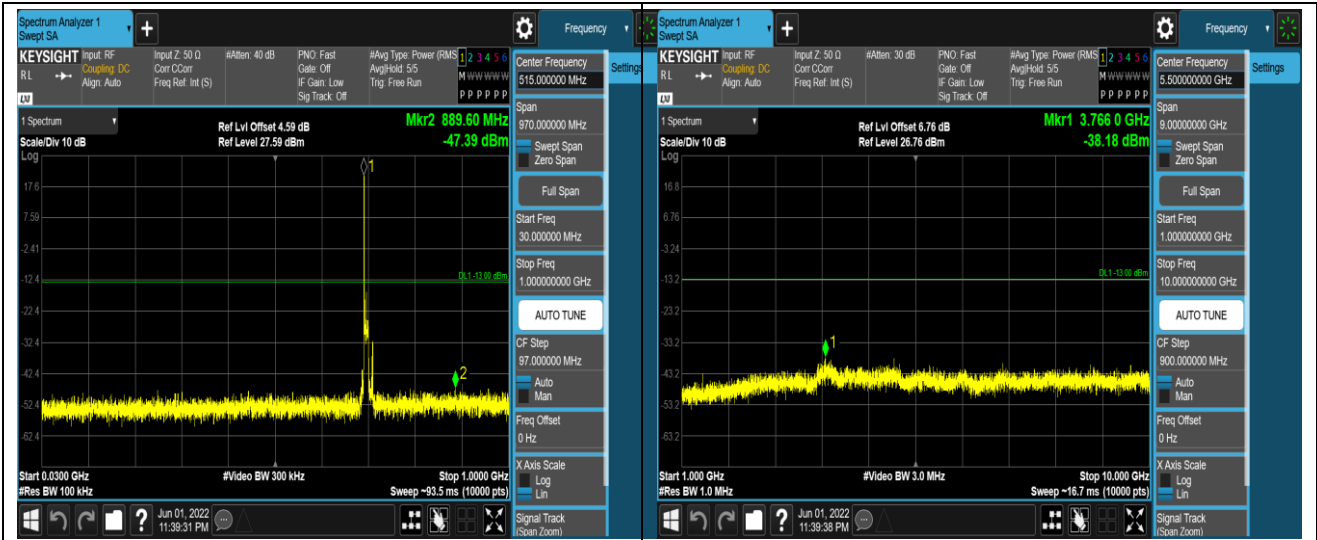 Spectrum Analyzer 1
Swept SA
+
Frequency
KEYSIGHT
RL
LXI
Input: RF
Coupling: DC
Align: Auto
Input Z: 50 Ω
Corr CCorr
Freq Ref: Int (S)
#Atten: 40 dB
PNO: Fast
Gate: Off
IF Gain: Low
Sig Track: Off
#Avg Type: Power (RMS
Avg|Hold: 5/5
Trig: Free Run
1 2 3 4 5 6
M W W W W W
P P P P P P
Center Frequency
515.000000 MHz
Settings
1 Spectrum
Scale/Div 10 dB
Log
Ref Lvl Offset 4.59 dB
Ref Level 27.59 dBm
Mkr2 889.60 MHz
-47.39 dBm
Span
970.000000 MHz
Swept Span
Zero Span
Full Span
Start Freq
30.000000 MHz
Stop Freq
1.000000000 GHz
AUTO TUNE
CF Step
97.000000 MHz
Auto
Man
Freq Offset
0 Hz
X Axis Scale
Log
Lin
Signal Track
(Span Zoom)
1
17.6
7.59
-2.41
DL1 -13.00 dBm
-12.4
-22.4
-32.4
-42.4
2
-52.4
-62.4
Start 0.0300 GHz
#Res BW 100 kHz
#Video BW 300 kHz
Stop 1.0000 GHz
Sweep ~93.5 ms (10000 pts)
?
Jun 01, 2022
11:39:31 PM
Spectrum Analyzer 1
Swept SA
+
Frequency
KEYSIGHT
RL
LXI
Input: RF
Coupling: DC
Align: Auto
Input Z: 50 Ω
Corr CCorr
Freq Ref: Int (S)
#Atten: 30 dB
PNO: Fast
Gate: Off
IF Gain: Low
Sig Track: Off
#Avg Type: Power (RMS
Avg|Hold: 5/5
Trig: Free Run
1 2 3 4 5 6
M W W W W W
P P P P P P
Center Frequency
5.500000000 GHz
Settings
1 Spectrum
Scale/Div 10 dB
Log
Ref Lvl Offset 6.76 dB
Ref Level 26.76 dBm
Mkr1 3.766 0 GHz
-38.18 dBm
Span
9.00000000 GHz
Swept Span
Zero Span
Full Span
Start Freq
1.000000000 GHz
Stop Freq
10.000000000 GHz
AUTO TUNE
CF Step
900.000000 MHz
Auto
Man
Freq Offset
0 Hz
X Axis Scale
Log
Lin
Signal Track
(Span Zoom)
16.8
6.76
-3.24
DL1 -13.00 dBm
-13.2
-23.2
-33.2
1
-43.2
-53.2
-63.2
Start 1.000 GHz
#Res BW 1.0 MHz
#Video BW 3.0 MHz
Stop 10.000 GHz
Sweep ~16.7 ms (10000 pts)
?
Jun 01, 2022
11:39:38 PM